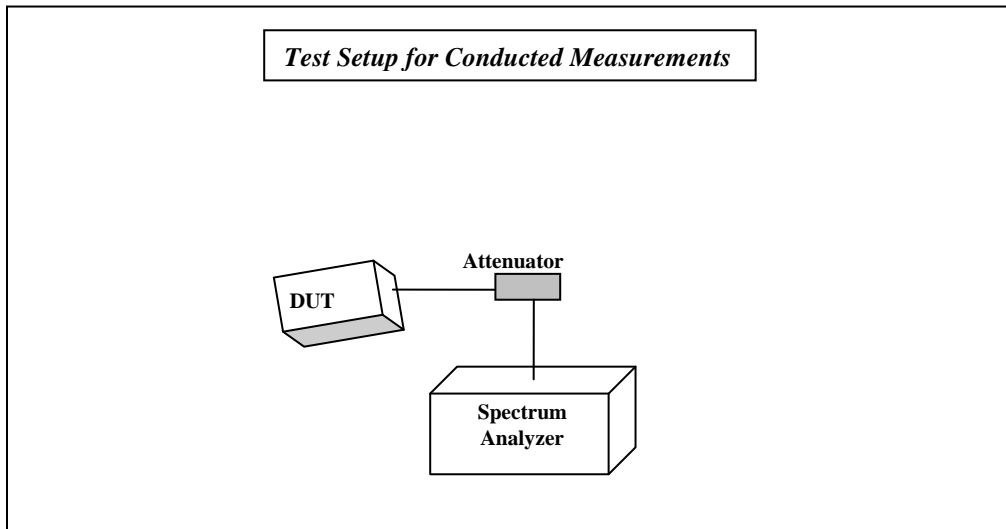 Test Setup for Conducted Measurements
Attenuator
DUT
Spectrum
Analyzer